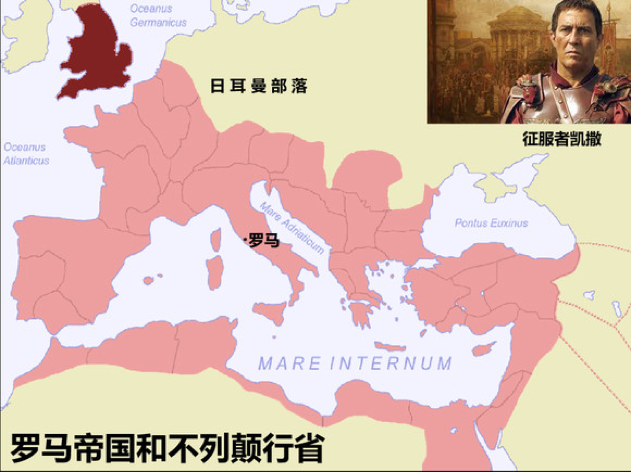 Oceanus
Germanicus
日耳曼部落
征服者凯撒
Oceanus
Atlanticus
Mare Adriaticum
Pontus Euxinus
罗马
MARE INTERNUM
罗马帝国和不列颠行省